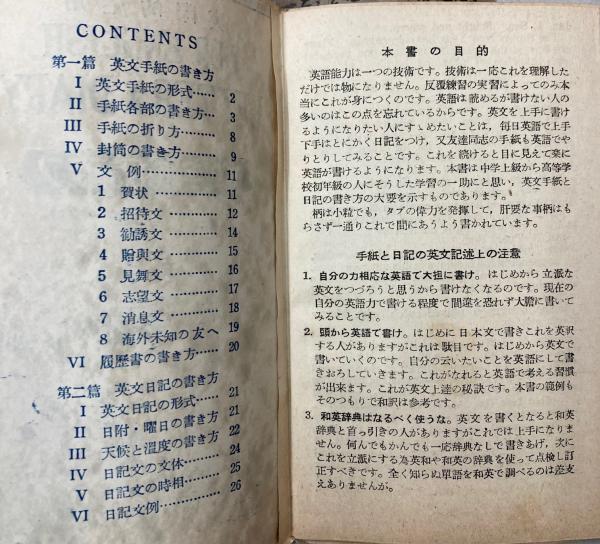 CONTENTS
第一篇 英文手紙の書き方
I 英文手紙の形式…… 2
II 手紙各部の書き方… 3
III 手紙の折り方……… 8
IV 封筒の書き方……… 9
V 文例………………… 11
1 賀状……………… 11
2 招待文…………… 12
3 勧誘文…………… 14
4 贈與文…………… 15
5 見舞文…………… 16
6 志望文…………… 17
7 消息文…………… 18
8 海外未知の友へ 19
VI 履歴書の書き方…… 20
第二篇 英文日記の書き方
I 英文日記の形式…… 21
II 日附・曜日の書き方 21
III 天候と温度の書き方 22
IV 日記文の文体……… 24
V 日記文の時相……… 25
VI 日記文例…………… 26
本書の目的
英語能力は一つの技術です。技術は一応これを理解した
だけでは物になりません。反覆練習の実習によってのみ本
当にこれが身につくのです。英語は読めるが書けない人の
多いのはこの点を忘れているからです。英文を上手に書け
るようになりたい人にすゝめたいことは，毎日英語で上手
下手はとにかく日記をつけ，又友達同志の手紙も英語でや
りとりしてみることです。これを続けると目に見えて楽に
英語が書けるようになります。本書は中学上級から高等学
校初年級の人にそうした学習の一助にと思い，英文手紙と
日記の書き方の大要を示すものであります。
柄は小粒でも，タブの偉力を発揮して，肝要な事柄はも
らさず一通りこれで間にあうよう書かれています。
手紙と日記の英文記述上の注意
1. 自分の力相応な英語で大担に書け。はじめから立派な
英文をつづろうと思うから書けなくなるのです。現在の
自分の英語力で書ける程度で間違を恐れず大膽に書いて
みることです。
2. 頭から英語で書け。はじめに日本文で書きこれを英訳
する人がありますがこれは駄目です。はじめから英文で
書いていくのです。自分の云いたいことを英語にして書
きおろしていきます。これがなれると英語で考える習慣
が出来ます。これが英文上達の秘訣です。本書の範例も
そのつもりで和訳は参考です。
3. 和英辞典はなるべく使うな。英文を書くとなると和英
辞典と首っ引きの人がありますがこれでは上手になりま
せん。何んでもかんでも一応辞典なしで書きあげ，次に
これを立派にする為英和や和英の辞典を使って点検し訂
正すべきです。全く知らぬ單語を和英で調べるのは差支
えありませんが。